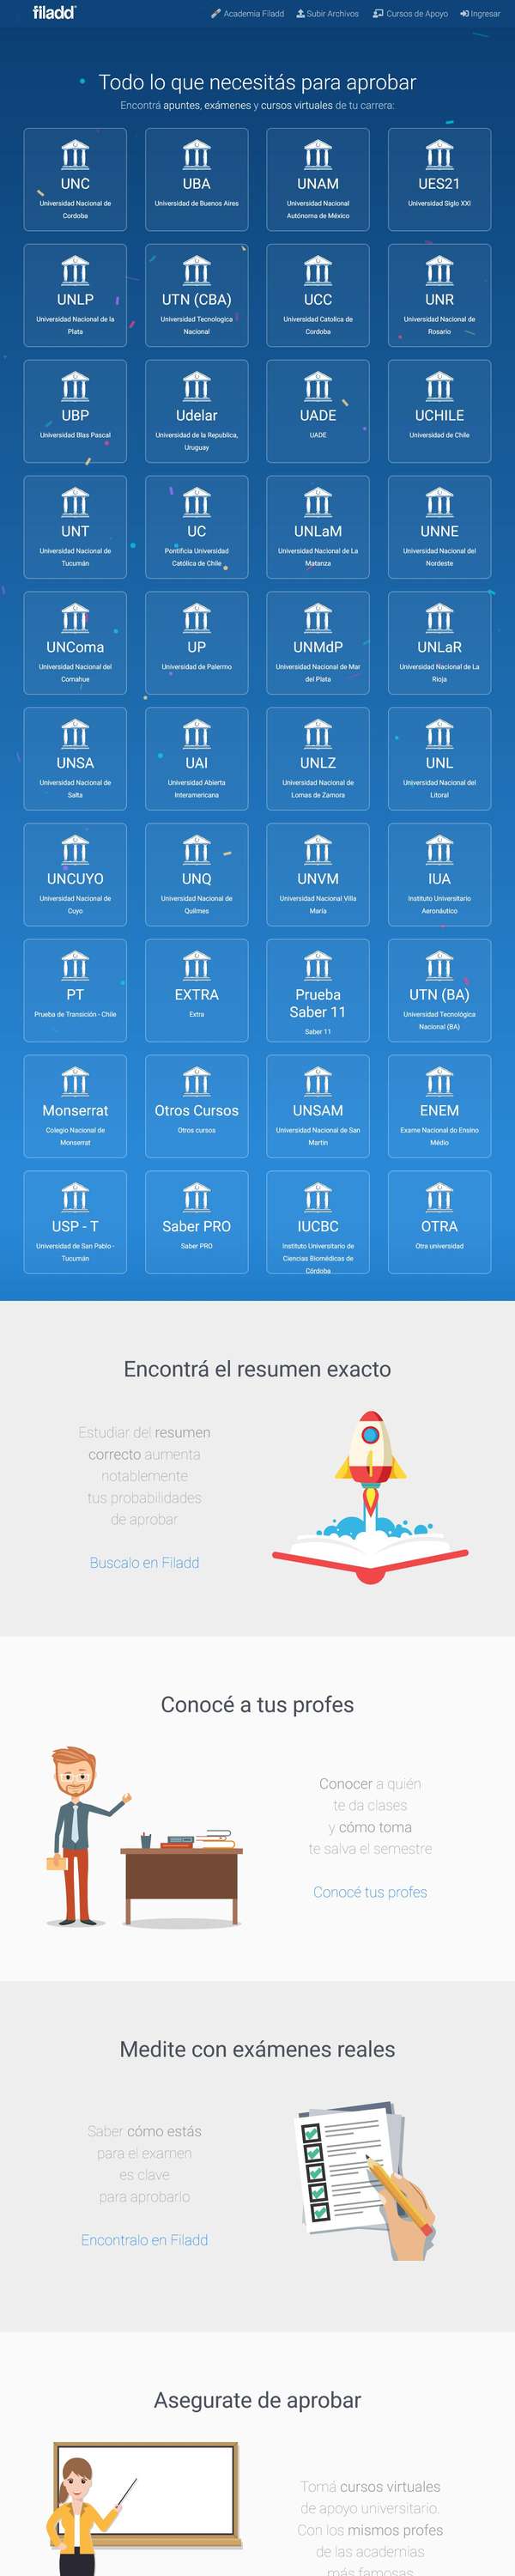 filadd
Academia Filadd
Subir Archivos
Cursos de Apoyo
Ingresar
Todo lo que necesitás para aprobar
Encontrá apuntes, exámenes y cursos virtuales de tu carrera:
UNC
Universidad Nacional de
Cordoba
UBA
Universidad de Buenos Aires
UNAM
Universidad Nacional
Autónoma de México
UES21
Universidad Siglo XXI
UNLP
Universidad Nacional de la
Plata
UTN (CBA)
Universidad Tecnologica
Nacional
UCC
Universidad Catolica de
Cordoba
UNR
Universidad Nacional de
Rosario
UBP
Universidad Blas Pascal
Udelar
Universidad de la Republica,
Uruguay
UADE
UADE
UCHILE
Universidad de Chile
UNT
Universidad Nacional de
Tucumán
UC
Pontificia Universidad
Católica de Chile
UNLaM
Universidad Nacional de La
Matanza
UNNE
Universidad Nacional del
Nordeste
UNComa
Universidad Nacional del
Comahue
UP
Universidad de Palermo
UNMdP
Universidad Nacional de Mar
del Plata
UNLaR
Universidad Nacional de La
Rioja
UNSA
Universidad Nacional de
Salta
UAI
Universidad Abierta
Interamericana
UNLZ
Universidad Nacional de
Lomas de Zamora
UNL
Universidad Nacional del
Litoral
UNCUYO
Universidad Nacional de
Cuyo
UNQ
Universidad Nacional de
Quilmes
UNVM
Universidad Nacional Villa
María
IUA
Instituto Universitario
Aeronáutico
PT
Prueba de Transición - Chile
EXTRA
Extra
Prueba
Saber 11
Saber 11
UTN (BA)
Universidad Tecnológica
Nacional (BA)
Monserrat
Colegio Nacional de
Monserrat
Otros Cursos
Otros cursos
UNSAM
Universidad Nacional de San
Martin
ENEM
Exame Nacional do Ensino
Médio
USP - T
Universidad de San Pablo -
Tucumán
Saber PRO
Saber PRO
IUCBC
Instituto Universitario de
Ciencias Biomédicas de
Córdoba
OTRA
Otra universidad
Encontrá el resumen exacto
Estudiar del resumen
correcto aumenta
notablemente
tus probabilidades
de aprobar
Buscalo en Filadd
Conocé a tus profes
Conocer a quién
te da clases
y cómo toma
te salva el semestre
Conocé tus profes
Medite con exámenes reales
Saber cómo estás
para el examen
es clave
para aprobarlo
Encontralo en Filadd
Asegurate de aprobar
Tomá cursos virtuales
de apoyo universitario.
Con los mismos profes
de las academias
más famosas